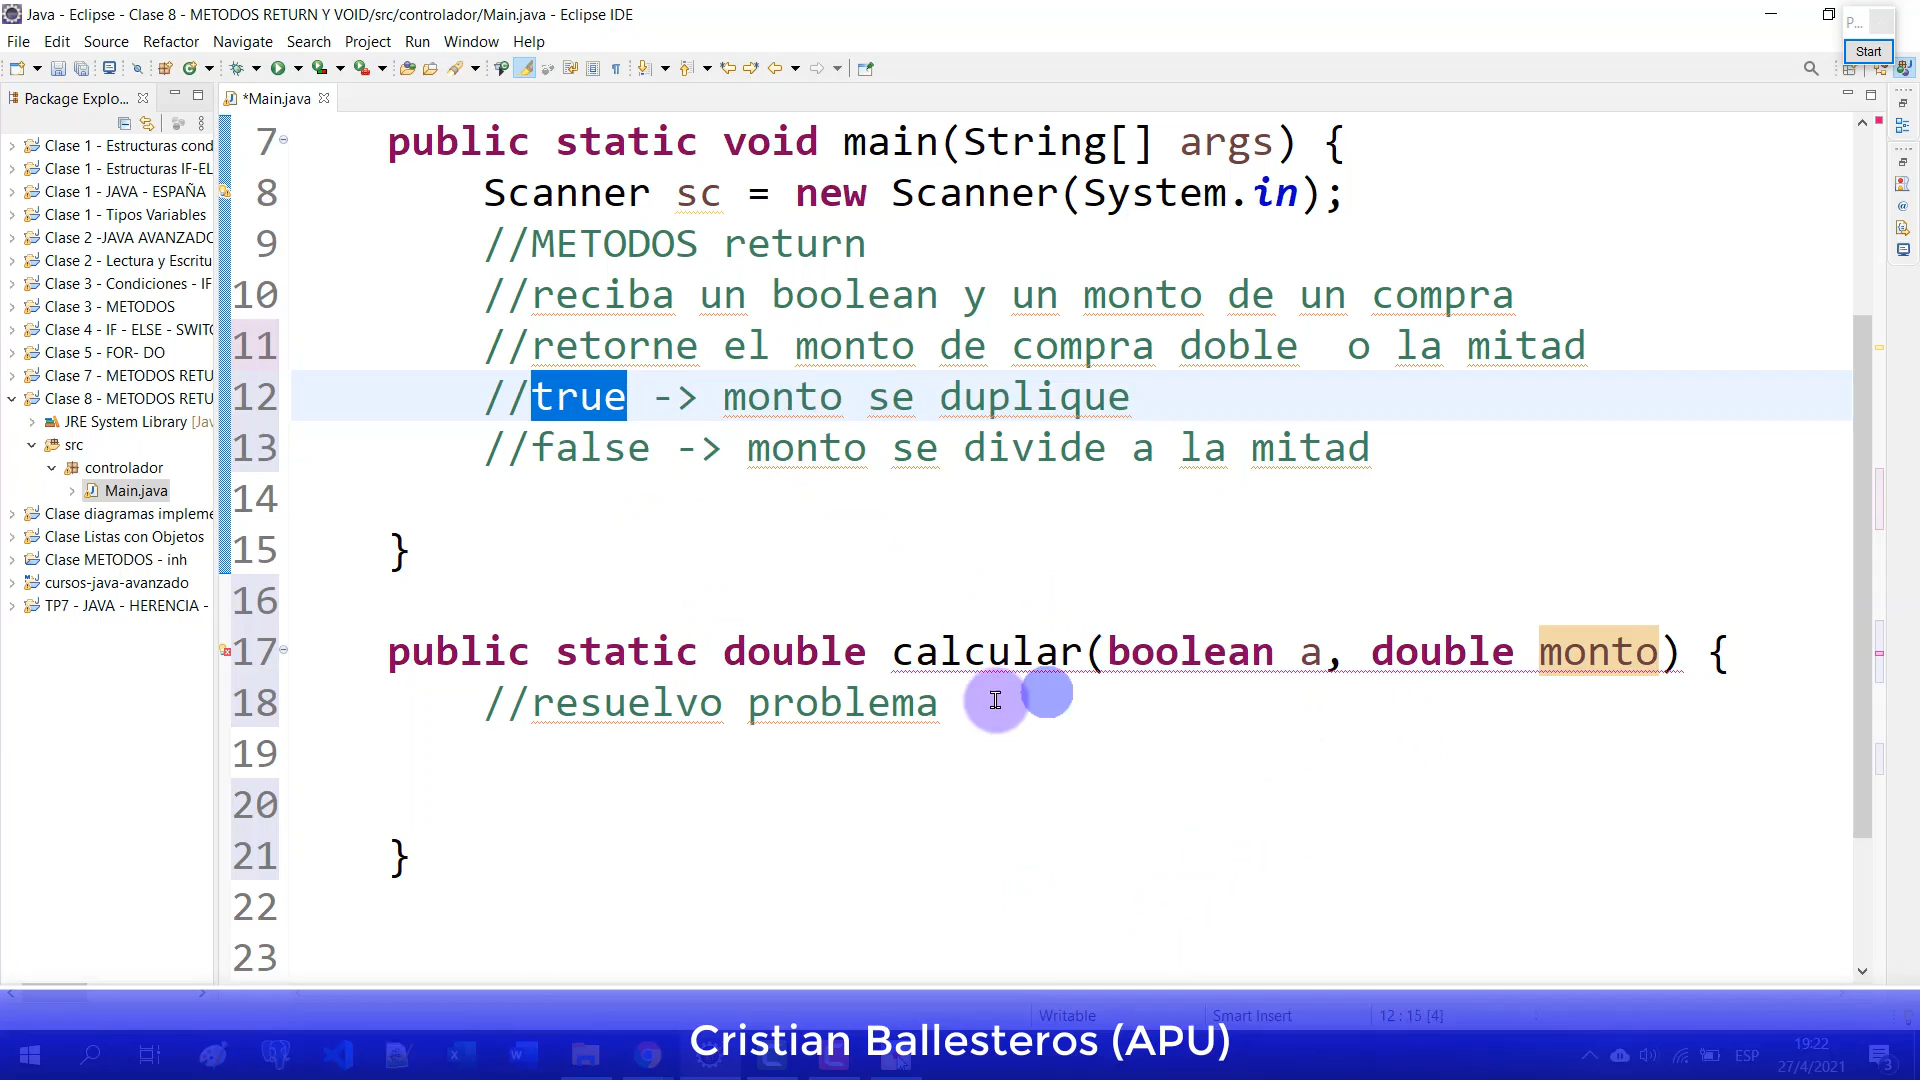 Java - Eclipse - Clase 8 - METODOS RETURN Y VOID/src/controlador/Main.java - Eclipse IDE
P...
Start
File Edit Source Refactor Navigate Search Project Run Window Help
Package Explo...
*Main.java
Clase 1 - Estructuras cond
Clase 1 - Estructuras IF-EL
Clase 1 - JAVA - ESPAÑA
Clase 1 - Tipos Variables
Clase 2 -JAVA AVANZADO
Clase 2 - Lectura y Escritu
Clase 3 - Condiciones - IF
Clase 3 - METODOS
Clase 4 - IF - ELSE - SWITC
Clase 5 - FOR- DO
Clase 7 - METODOS RETU
Clase 8 - METODOS RETU
JRE System Library [Jav
src
controlador
Main.java
Clase diagramas impleme
Clase Listas con Objetos
Clase METODOS - inh
cursos-java-avanzado
TP7 - JAVA - HERENCIA -
7 public static void main(String[] args) {
8 Scanner sc = new Scanner(System.in);
9 //METODOS return
10 //reciba un boolean y un monto de un compra
11 //retorne el monto de compra doble  o la mitad
12 //true -> monto se duplique
13 //false -> monto se divide a la mitad
14
15 }
16
17 public static double calcular(boolean a, double monto) {
18 //resuelvo problema
19
20
21 }
22
23
Writable Smart Insert 12 : 15 [4]
Cristian Ballesteros (APU)
ESP
19:22
27/4/2021
3